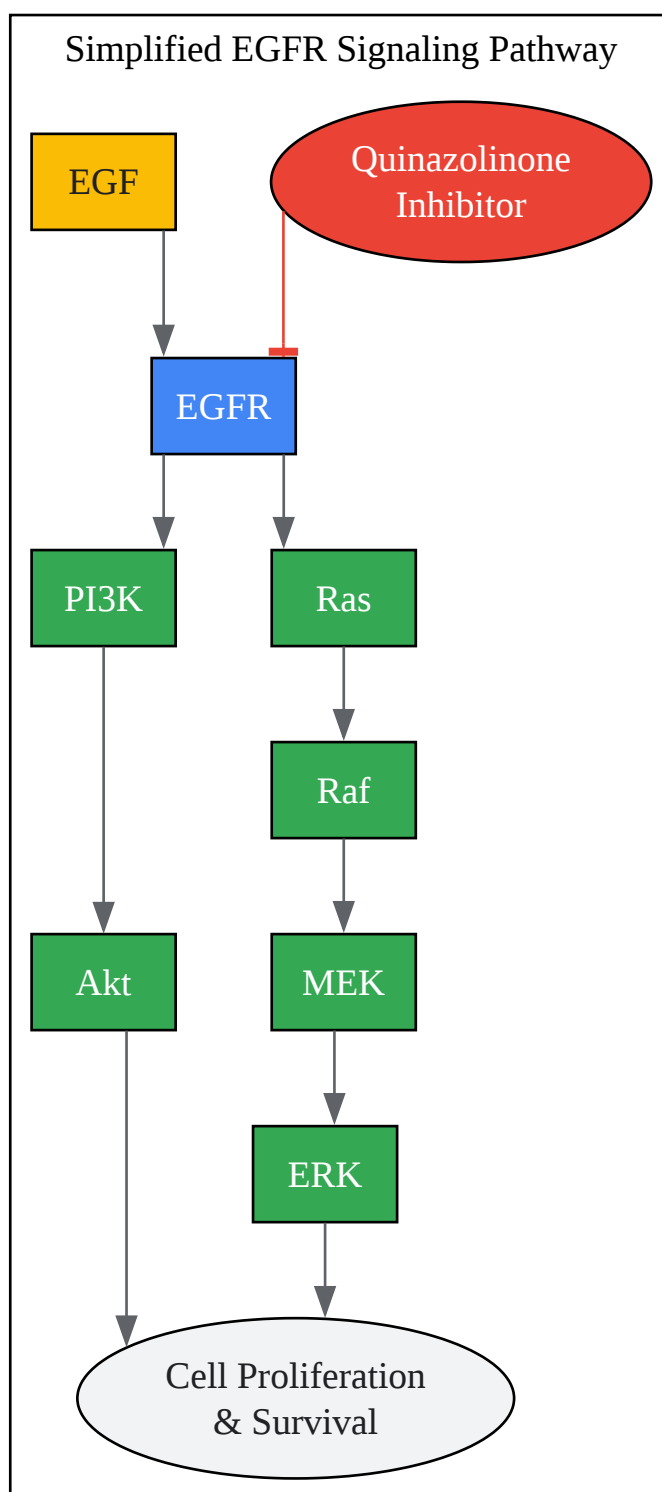 Simplified EGFR Signaling Pathway
EGF
Quinazolinone
Inhibitor
EGFR
PI3K
Ras
Raf
Akt
MEK
ERK
Cell Proliferation
& Survival